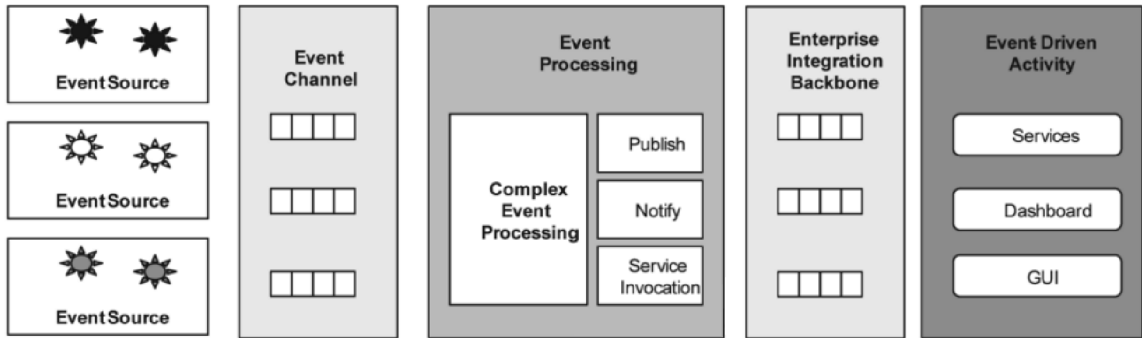 Event Source
Event Source
Event Source
Event
Channel
Event
Processing
Complex
Event
Processing
Publish
Notify
Service
Invocation
Enterprise
Integration
Backbone
Event-Driven
Activity
Services
Dashboard
GUI